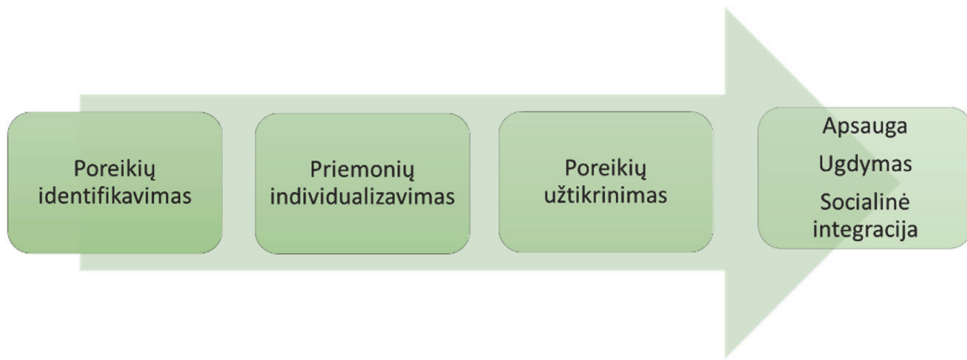 Poreikių
identifikavimas
Priemonių
individualizavimas
Poreikių
užtikrinimas
Apsauga
Ugdymas
Socialinė
integracija